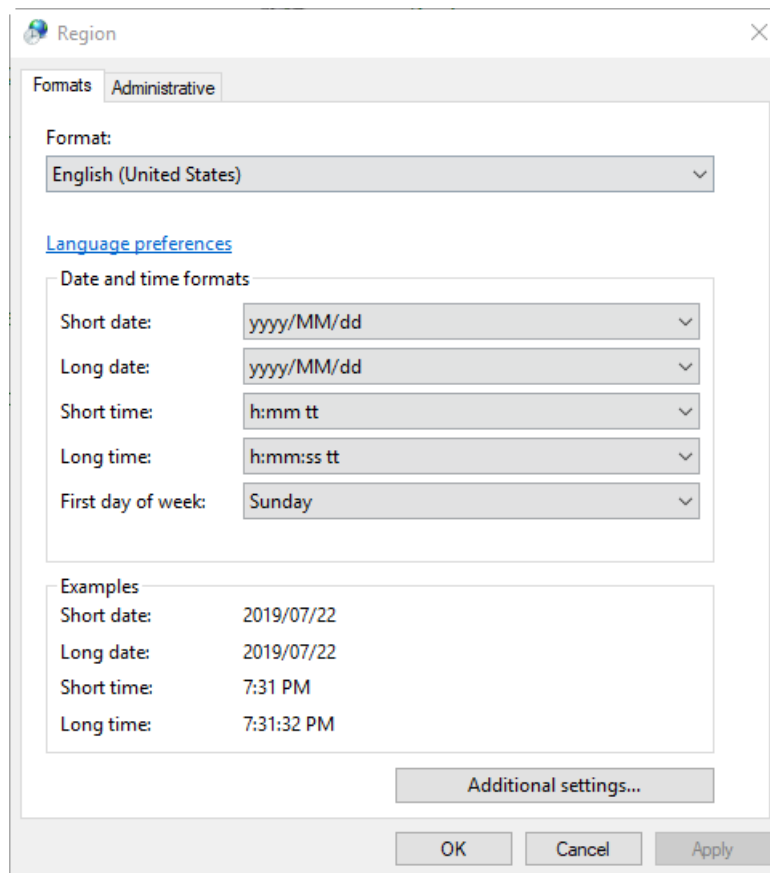 Region
Formats Administrative
Format:
English (United States)
Language preferences
Date and time formats
Short date: yyyy/MM/dd
Long date: yyyy/MM/dd
Short time: h:mm tt
Long time: h:mm:ss tt
First day of week: Sunday
Examples
Short date: 2019/07/22
Long date: 2019/07/22
Short time: 7:31 PM
Long time: 7:31:32 PM
Additional settings...
OK Cancel Apply